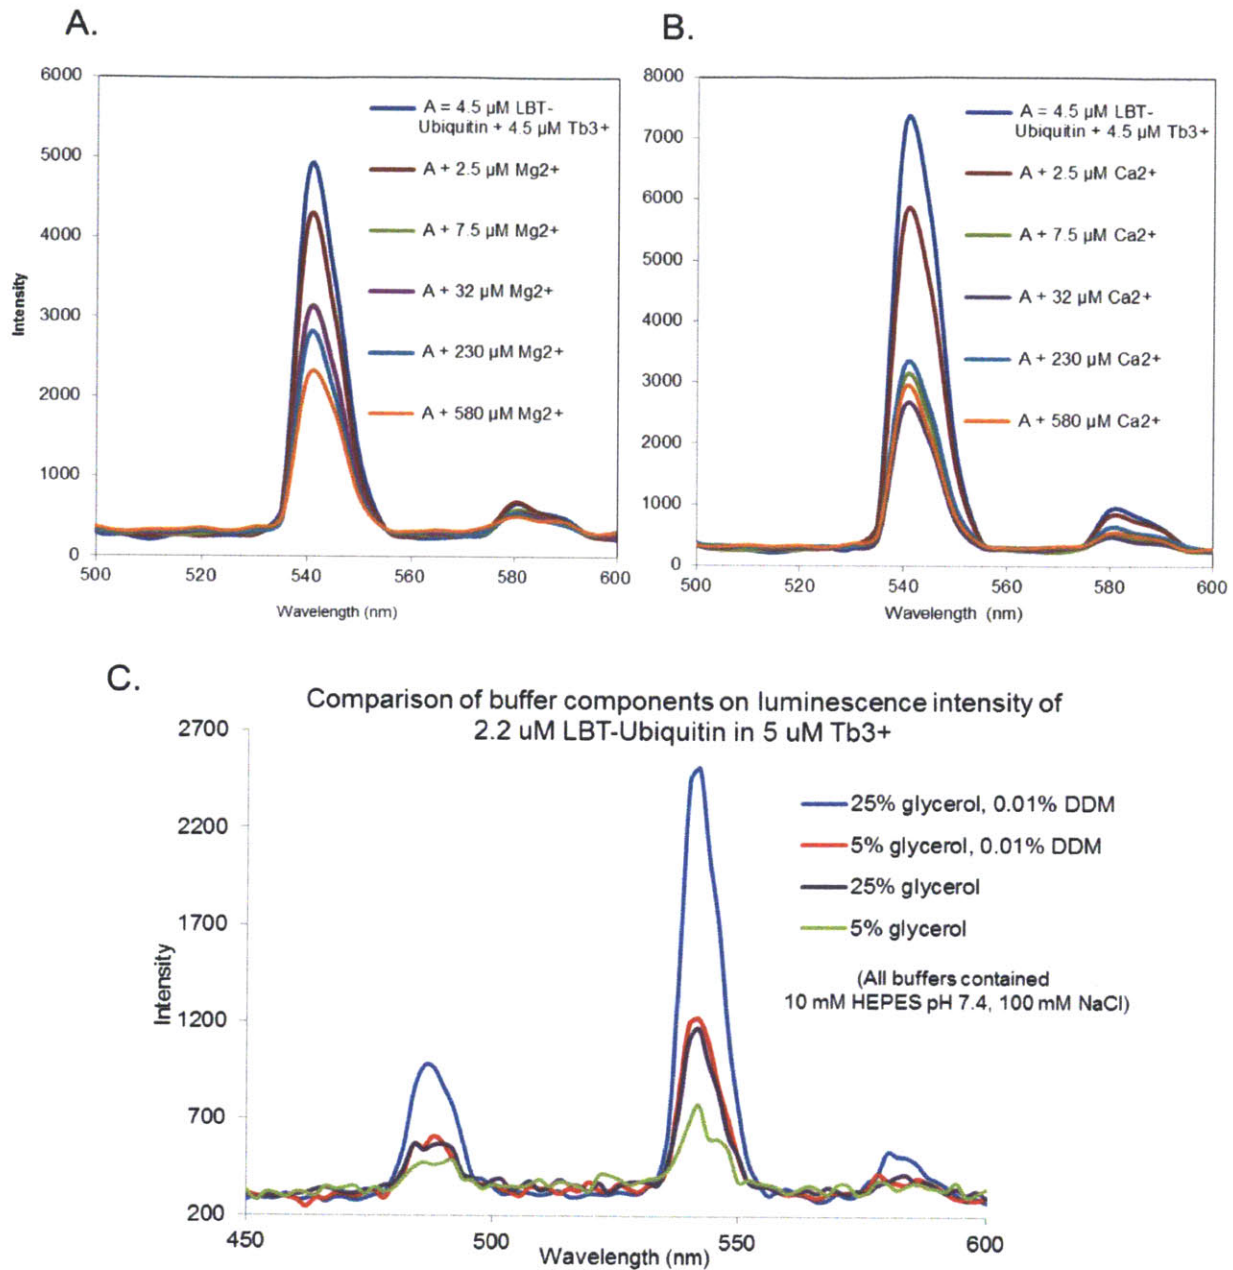 A.
6000
5000
4000
3000
2000
1000
0
Intensity
500
520
540
560
580
600
Wavelength (nm)
A = 4.5 µM LBT-
Ubiquitin + 4.5 µM Tb3+
A + 2.5 µM Mg2+
A + 7.5 µM Mg2+
A + 32 µM Mg2+
A + 230 µM Mg2+
A + 580 µM Mg2+
B.
8000
7000
6000
5000
4000
3000
2000
1000
0
500
520
540
560
580
600
Wavelength (nm)
A = 4.5 µM LBT-
Ubiquitin + 4.5 µM Tb3+
A + 2.5 µM Ca2+
A + 7.5 µM Ca2+
A + 32 µM Ca2+
A + 230 µM Ca2+
A + 580 µM Ca2+
C.
Comparison of buffer components on luminescence intensity of
2.2 uM LBT-Ubiquitin in 5 uM Tb3+
2700
2200
1700
1200
700
200
Intensity
450
500
550
600
Wavelength (nm)
25% glycerol, 0.01% DDM
5% glycerol, 0.01% DDM
25% glycerol
5% glycerol
(All buffers contained
10 mM HEPES pH 7.4, 100 mM NaCl)